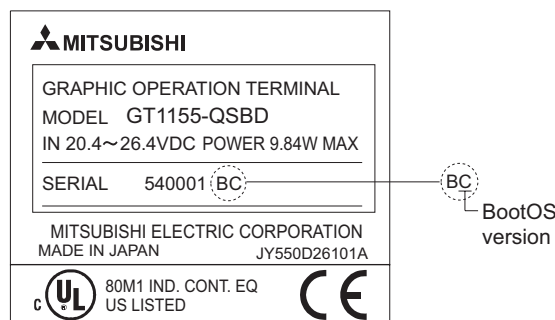 MITSUBISHI
GRAPHIC OPERATION TERMINAL
MODEL GT1155-QSBD
IN 20.4~26.4VDC POWER 9.84W MAX
SERIAL 540001 BC
BC
BootOS
version
MITSUBISHI ELECTRIC CORPORATION
MADE IN JAPAN JY550D26101A
C UL 80M1 IND. CONT. EQ
US LISTED
CE